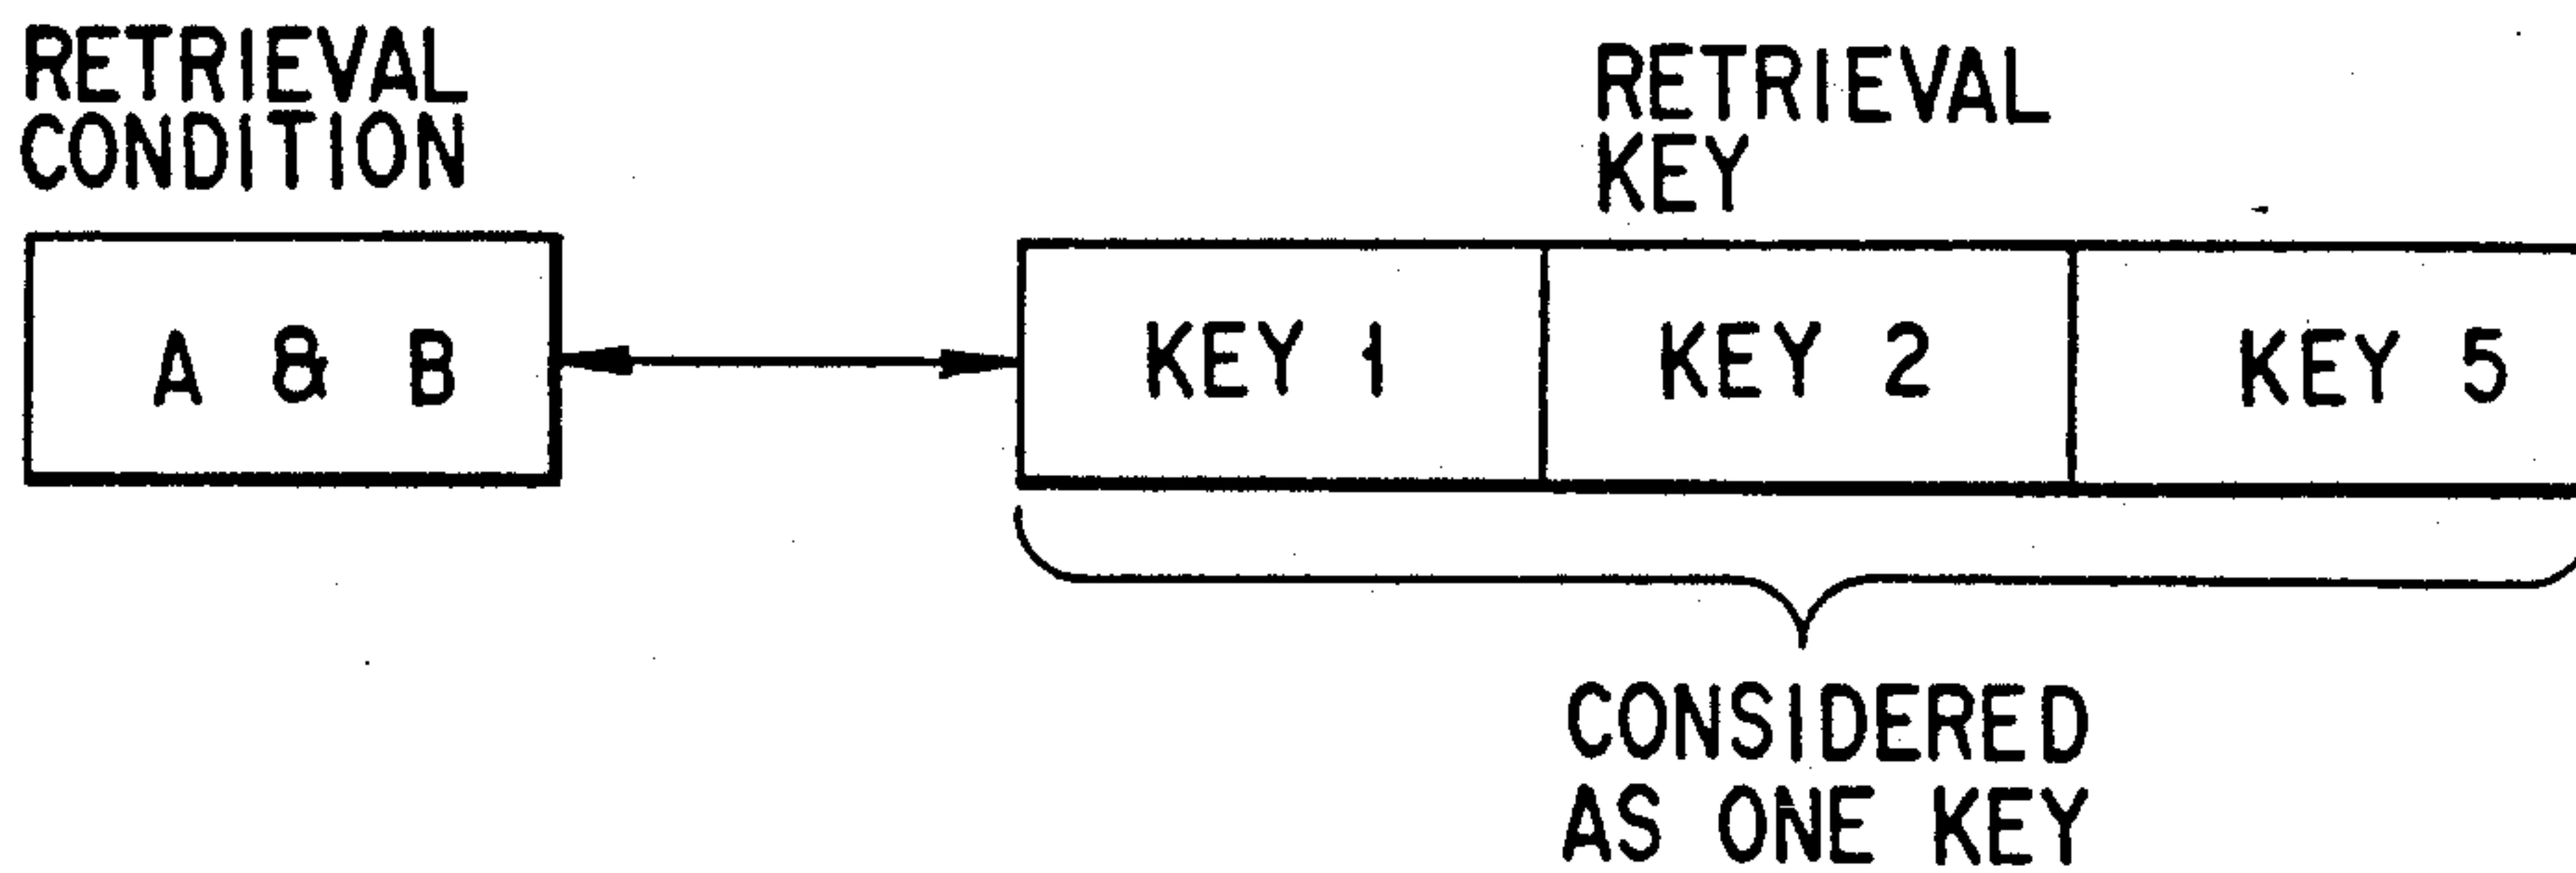 RETRIEVAL
CONDITION
RETRIEVAL
KEY
A & B
KEY 1
KEY 2
KEY 5
CONSIDERED
AS ONE KEY